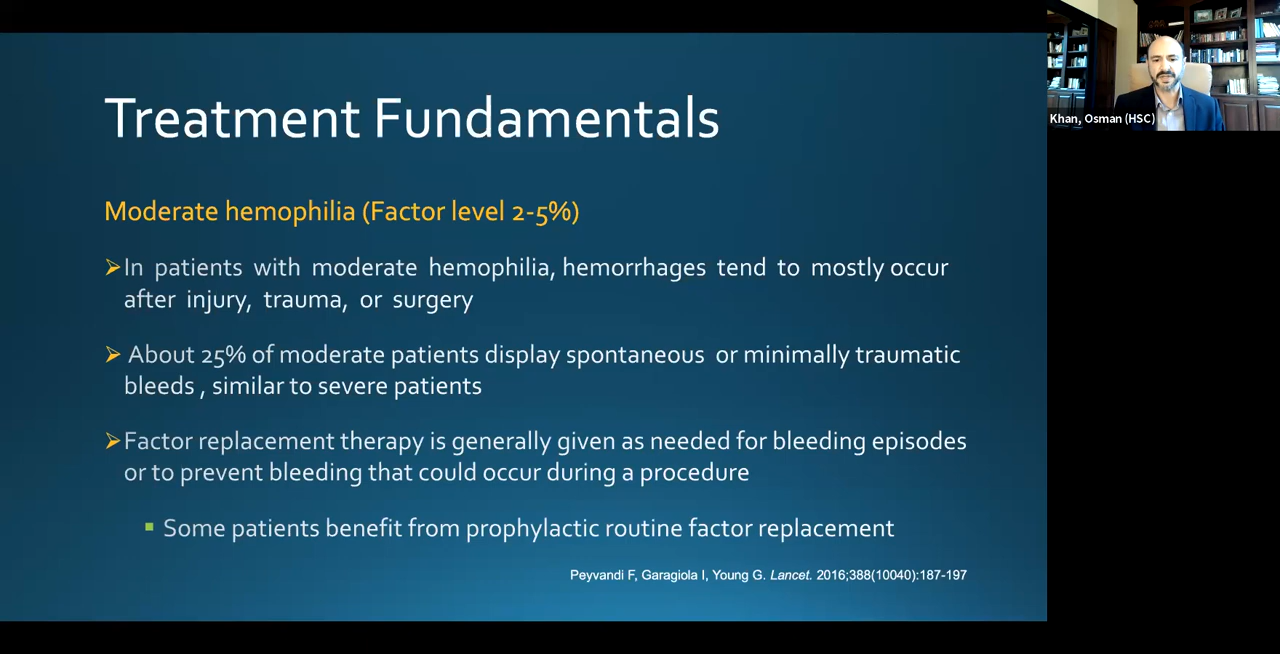 Treatment Fundamentals
Khan, Osman (HSC)
Moderate hemophilia (Factor level 2-5%)
➢In patients with moderate hemophilia, hemorrhages tend to mostly occur
after injury, trauma, or surgery
➢ About 25% of moderate patients display spontaneous or minimally traumatic
bleeds , similar to severe patients
➢Factor replacement therapy is generally given as needed for bleeding episodes
or to prevent bleeding that could occur during a procedure
▪ Some patients benefit from prophylactic routine factor replacement
Peyvandi F, Garagiola I, Young G. Lancet. 2016;388(10040):187-197